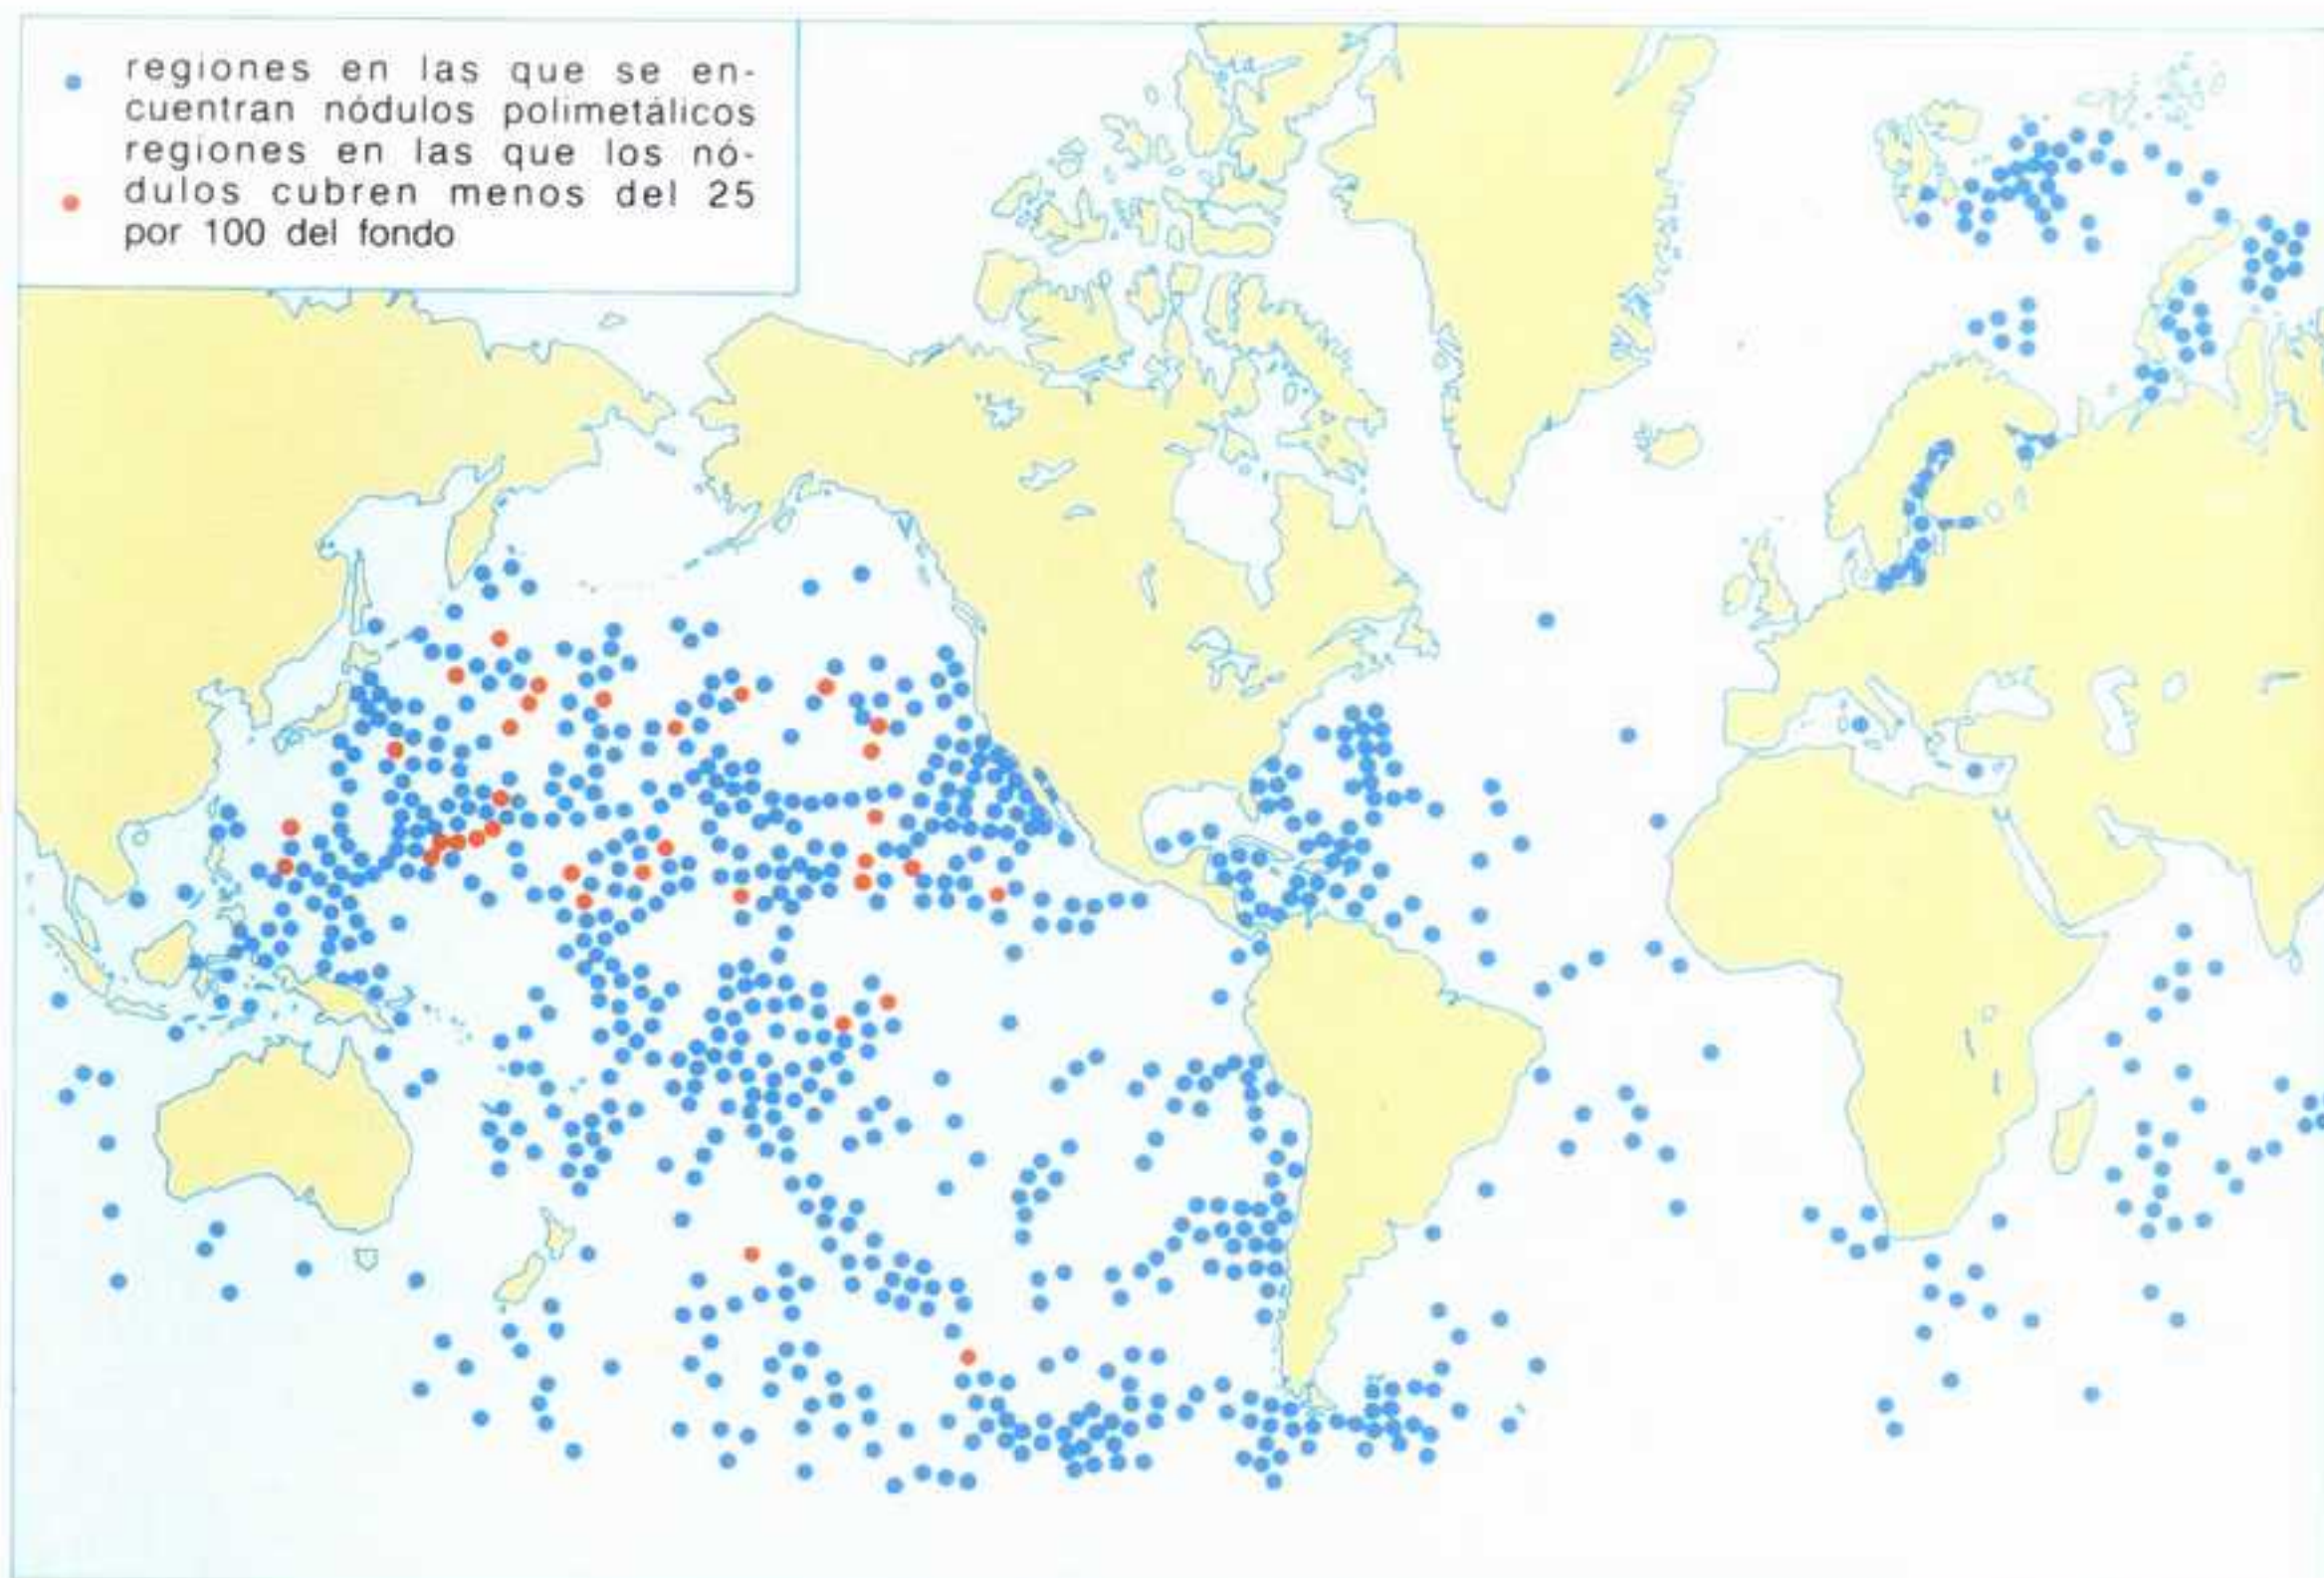 regiones en las que se en-
cuentran nódulos polimetálicos
regiones en las que los nó-
dulos cubren menos del 25
por 100 del fondo